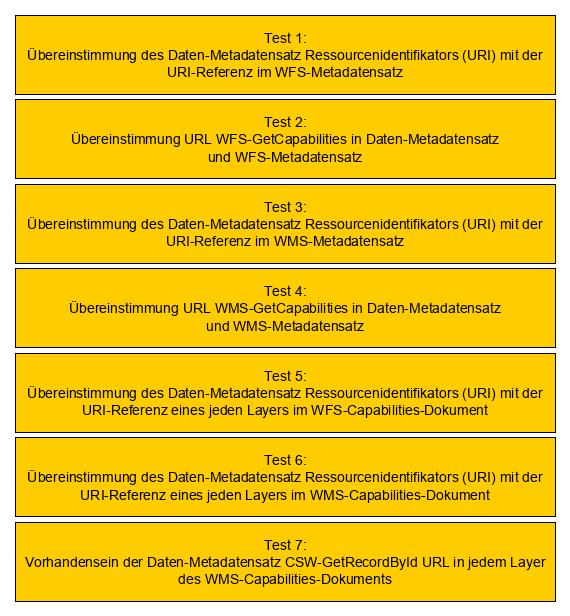 Test 1:
Übereinstimmung des Daten-Metadatensatz Ressourcenidentifikators (URI) mit der
URI-Referenz im WFS-Metadatensatz
Test 2:
Übereinstimmung URL WFS-GetCapabilities in Daten-Metadatensatz
und WFS-Metadatensatz
Test 3:
Übereinstimmung des Daten-Metadatensatz Ressourcenidentifikators (URI) mit der
URI-Referenz im WMS-Metadatensatz
Test 4:
Übereinstimmung URL WMS-GetCapabilities in Daten-Metadatensatz
und WMS-Metadatensatz
Test 5:
Übereinstimmung des Daten-Metadatensatz Ressourcenidentifikators (URI) mit der
URI-Referenz eines jeden Layers im WFS-Capabilities-Dokument
Test 6:
Übereinstimmung des Daten-Metadatensatz Ressourcenidentifikators (URI) mit der
URI-Referenz eines jeden Layers im WMS-Capabilities-Dokument
Test 7:
Vorhandensein der Daten-Metadatensatz CSW-GetRecordById URL in jedem Layer
des WMS-Capabilities-Dokuments